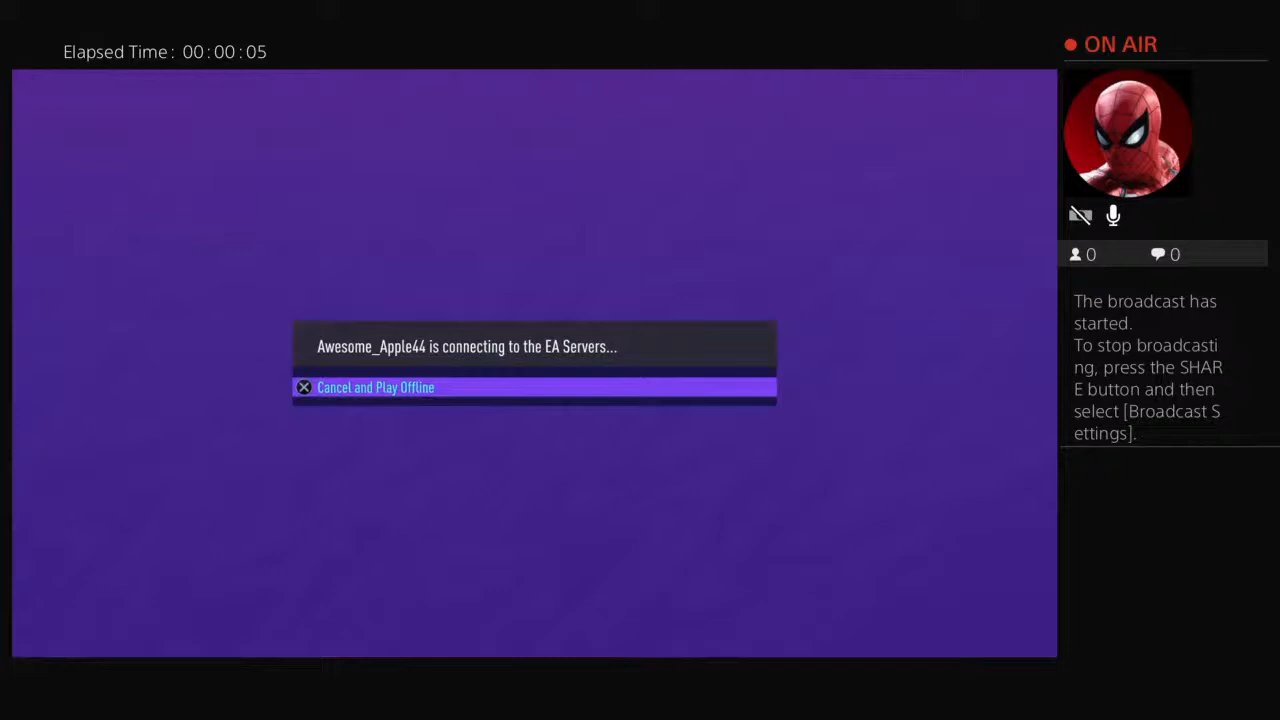 Elapsed Time: 00:00:05
ON AIR
Awesome_Apple44 is connecting to the EA Servers...
Cancel and Play Offline
0 0
The broadcast has
started.
To stop broadcasti
ng, press the SHAR
E button and then
select [Broadcast S
ettings].